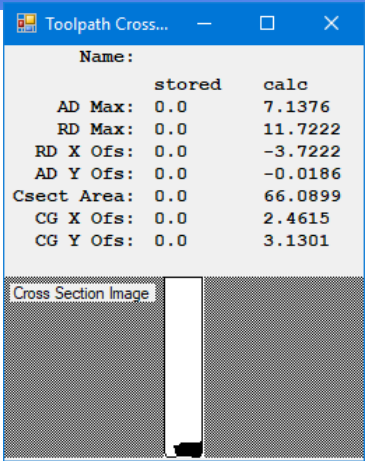 Toolpath Cross...
Name:
stored calc
AD Max: 0.0 7.1376
RD Max: 0.0 11.7222
RD X Ofs: 0.0 -3.7222
AD Y Ofs: 0.0 -0.0186
Csect Area: 0.0 66.0899
CG X Ofs: 0.0 2.4615
CG Y Ofs: 0.0 3.1301
Cross Section Image